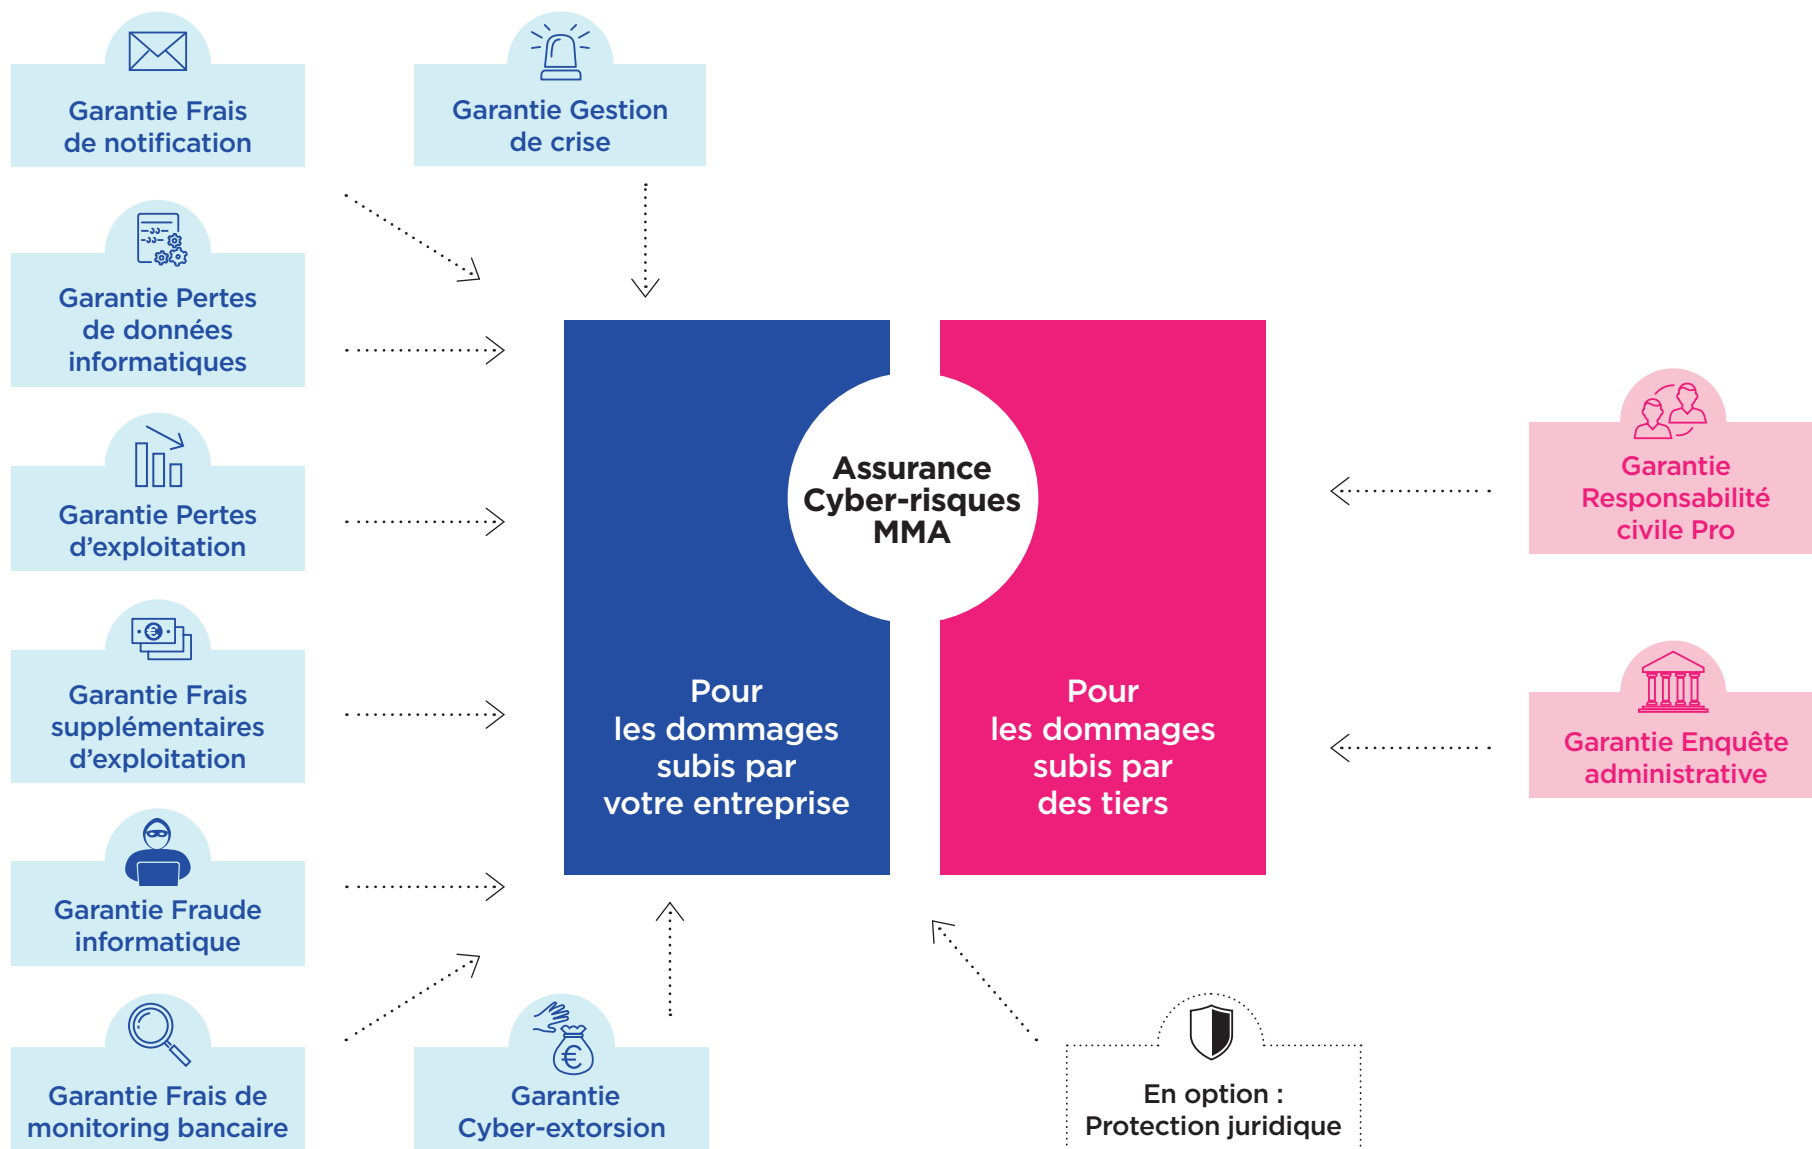 Garantie Frais
de notification
Garantie Gestion
de crise
Garantie Pertes
de données
informatiques
Garantie Pertes
d’exploitation
Garantie Frais
supplémentaires
d’exploitation
Garantie Fraude
informatique
Garantie Frais de
monitoring bancaire
Garantie
Cyber-extorsion
Assurance
Cyber-risques
MMA
Pour
les dommages
subis par
votre entreprise
Pour
les dommages
subis par
des tiers
Garantie
Responsabilité
civile Pro
Garantie Enquête
administrative
En option :
Protection juridique